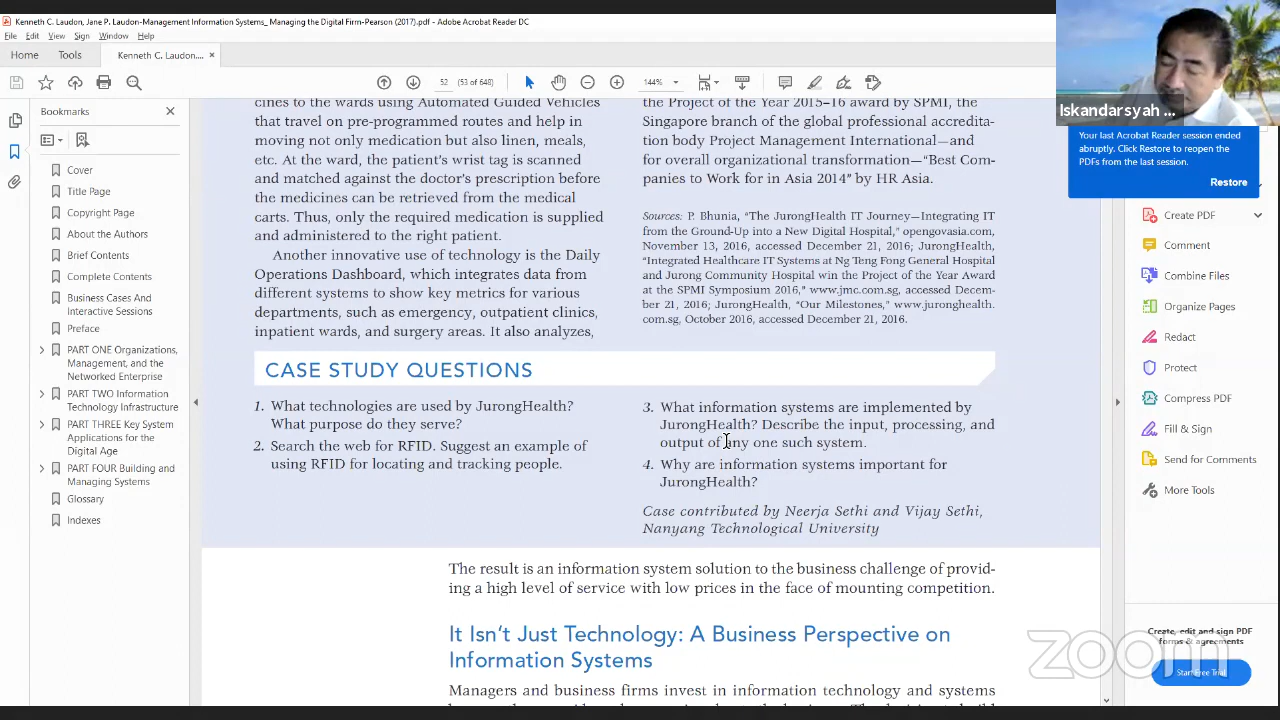 Kenneth C. Laudon, Jane P. Laudon-Management Information Systems_ Managing the Digital Firm-Pearson (2017).pdf - Adobe Acrobat Reader DC
File Edit View Sign Window Help
Home Tools Kenneth C. Laudon,...
52 (53 of 648) 144%
Bookmarks
Cover
Title Page
Copyright Page
About the Authors
Brief Contents
Complete Contents
Business Cases And
Interactive Sessions
Preface
PART ONE Organizations,
Management, and the
Networked Enterprise
PART TWO Information
Technology Infrastructure
PART THREE Key System
Applications for the
Digital Age
PART FOUR Building and
Managing Systems
Glossary
Indexes
cines to the wards using Automated Guided Vehicles
that travel on pre-programmed routes and help in
moving not only medication but also linen, meals,
etc. At the ward, the patient's wrist tag is scanned
and matched against the doctor's prescription before
the medicines can be retrieved from the medical
carts. Thus, only the required medication is supplied
and administered to the right patient.
Another innovative use of technology is the Daily
Operations Dashboard, which integrates data from
different systems to show key metrics for various
departments, such as emergency, outpatient clinics,
inpatient wards, and surgery areas. It also analyzes,
the Project of the Year 2015–16 award by SPMI, the
Singapore branch of the global professional accredita-
tion body Project Management International—and
for overall organizational transformation—"Best Com-
panies to Work for in Asia 2014" by HR Asia.
Sources: P. Bhunia, "The JurongHealth IT Journey—Integrating IT
from the Ground-Up into a New Digital Hospital," opengovasia.com,
November 13, 2016, accessed December 21, 2016; JurongHealth,
"Integrated Healthcare IT Systems at Ng Teng Fong General Hospital
and Jurong Community Hospital win the Project of the Year Award
at the SPMI Symposium 2016," www.jmc.com.sg, accessed Decem-
ber 21, 2016; JurongHealth, "Our Milestones," www.juronghealth.
com.sg, October 2016, accessed December 21, 2016.
CASE STUDY QUESTIONS
1. What technologies are used by JurongHealth?
What purpose do they serve?
2. Search the web for RFID. Suggest an example of
using RFID for locating and tracking people.
3. What information systems are implemented by
JurongHealth? Describe the input, processing, and
output of any one such system.
4. Why are information systems important for
JurongHealth?
Case contributed by Neerja Sethi and Vijay Sethi,
Nanyang Technological University
The result is an information system solution to the business challenge of provid-
ing a high level of service with low prices in the face of mounting competition.
It Isn't Just Technology: A Business Perspective on
Information Systems
Managers and business firms invest in information technology and systems
Iskandarsyah ...
Your last Acrobat Reader session ended
abruptly. Click Restore to reopen the
PDFs from the last session.
Restore
Create PDF
Comment
Combine Files
Organize Pages
Redact
Protect
Compress PDF
Fill & Sign
Send for Comments
More Tools
Create, edit and sign PDF
forms & agreements
Start Free Trial
zoom